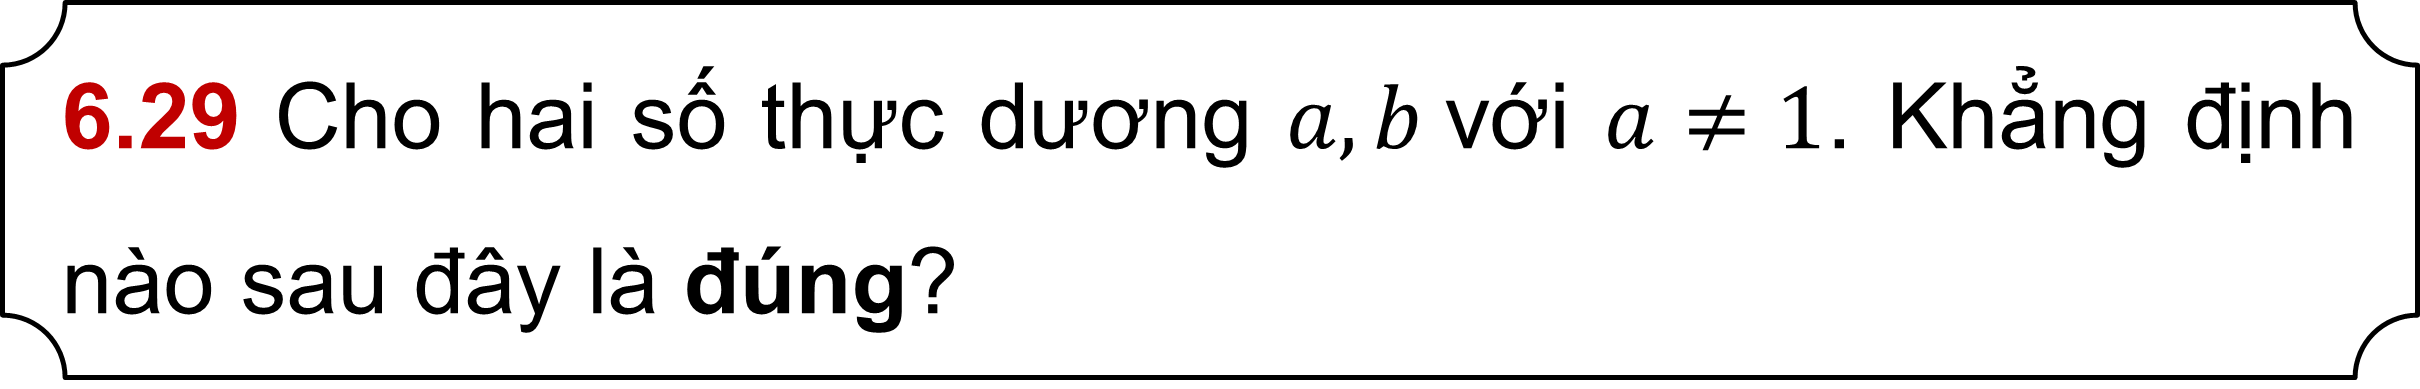 6.29 Cho hai số thực dương a, b với a ≠ 1. Khẳng định
nào sau đây là đúng?